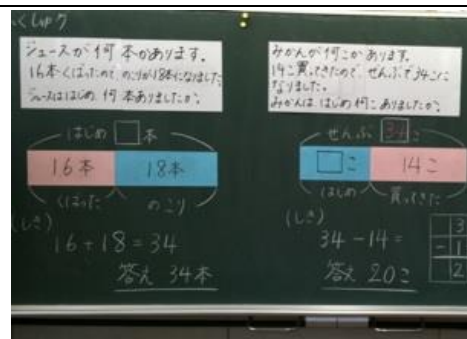 くしゅう
ジュースが何本かあります。
16本くばったので、のこりが18本になりました
ジュースははじめ何本ありましたか。
はじめ□本
16本 18本
くばった のこり
(しき)
16+18=34
答え 34本
みかんが何こかあります。
14こ買ってきたので、ぜんぶで34こに
なりました。
みかんは はじめ何こありましたか。
ぜんぶ 34こ
□こ 14こ
はじめ 買ってきた
(しき)
34-14=
答え 20こ
3
-1
2